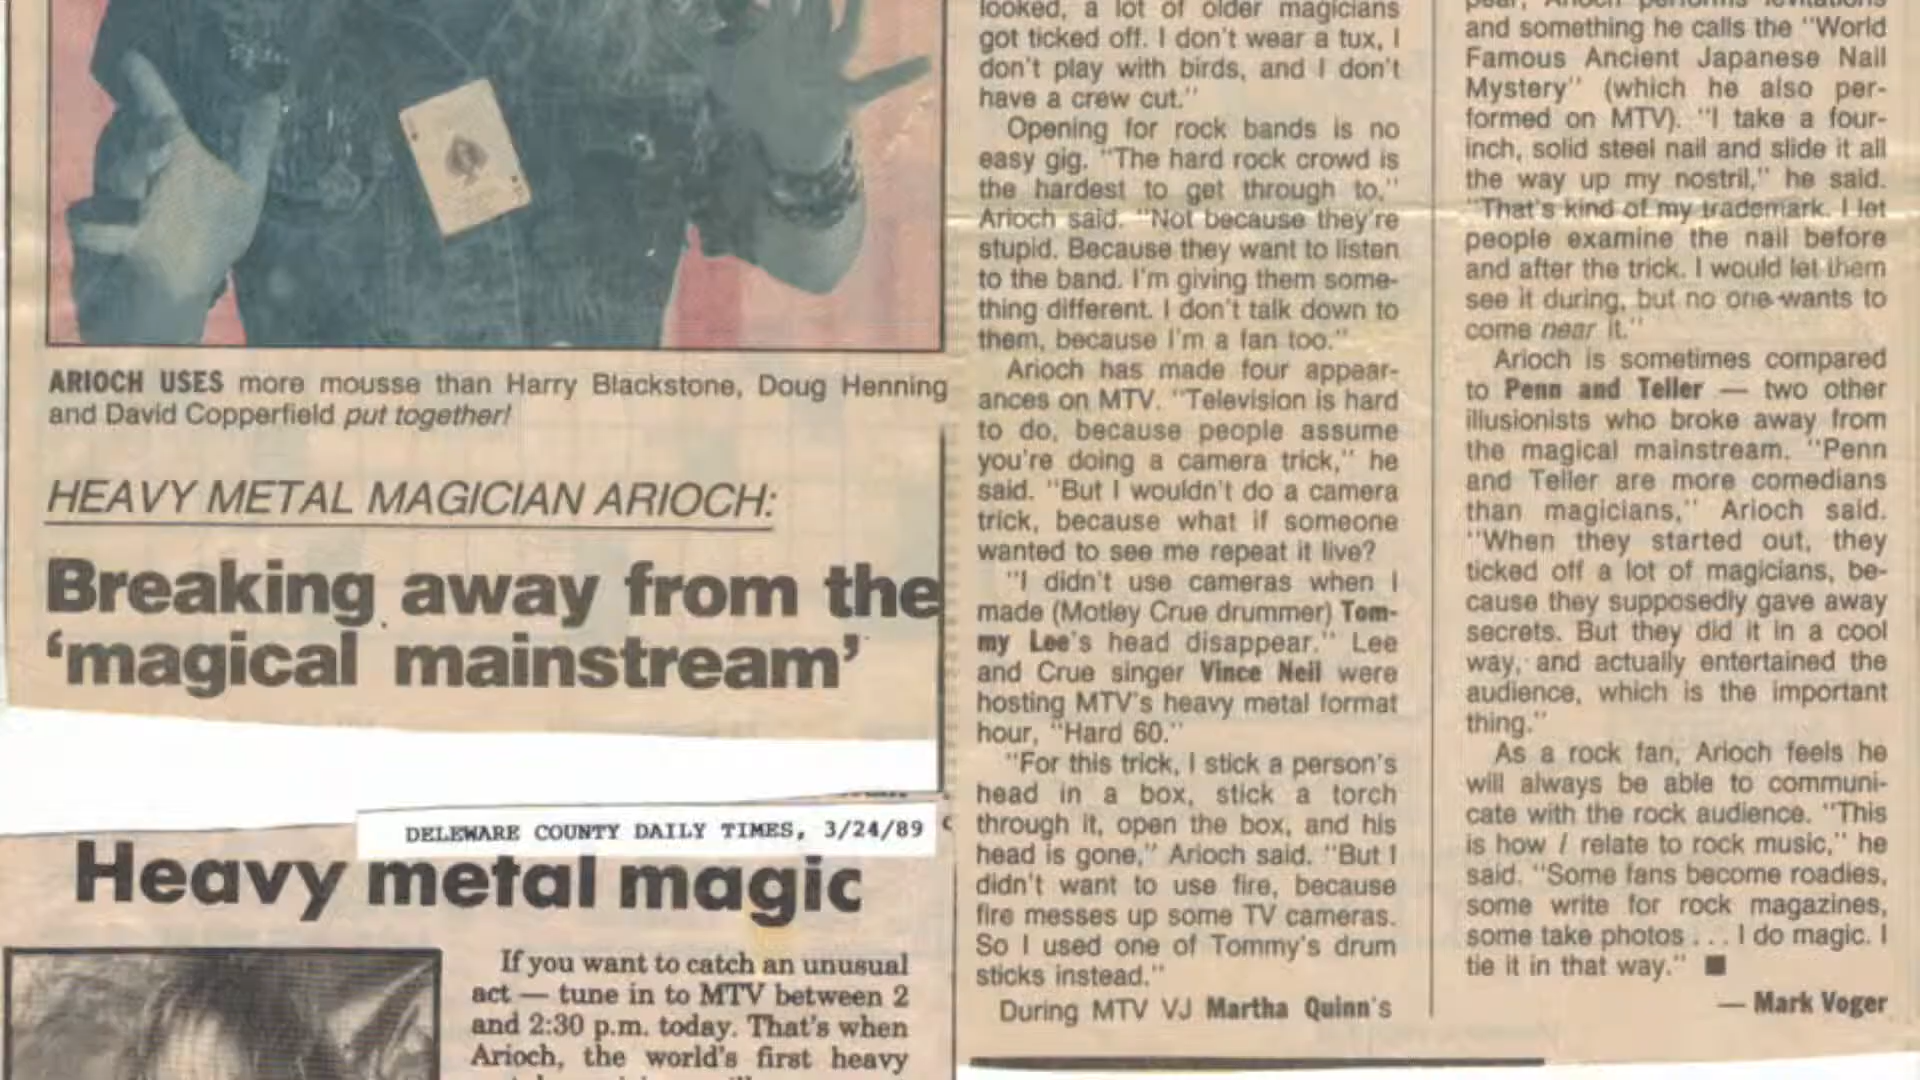 ARIOCH USES more mousse than Harry Blackstone, Doug Henning
and David Copperfield put together!
HEAVY METAL MAGICIAN ARIOCH:
Breaking away from the
'magical mainstream'
DELEWARE COUNTY DAILY TIMES, 3/24/89
Heavy metal magic
If you want to catch an unusual
act — tune in to MTV between 2
and 2:30 p.m. today. That's when
Arioch, the world's first heavy
looked, a lot of older magicians
got ticked off. I don't wear a tux, I
don't play with birds, and I don't
have a crew cut."
Opening for rock bands is no
easy gig. "The hard rock crowd is
the hardest to get through to,"
Arioch said. "Not because they're
stupid. Because they want to listen
to the band. I'm giving them some-
thing different. I don't talk down to
them, because I'm a fan too."
Arioch has made four appear-
ances on MTV. "Television is hard
to do, because people assume
you're doing a camera trick," he
said. "But I wouldn't do a camera
trick, because what if someone
wanted to see me repeat it live?
"I didn't use cameras when I
made (Motley Crue drummer) Tom-
my Lee's head disappear." Lee
and Crue singer Vince Neil were
hosting MTV's heavy metal format
hour, "Hard 60."
"For this trick, I stick a person's
head in a box, stick a torch
through it, open the box, and his
head is gone," Arioch said. "But I
didn't want to use fire, because
fire messes up some TV cameras.
So I used one of Tommy's drum
sticks instead."
During MTV VJ Martha Quinn's
pear, Arioch performs levitations
and something he calls the "World
Famous Ancient Japanese Nail
Mystery" (which he also per-
formed on MTV). "I take a four-
inch, solid steel nail and slide it all
the way up my nostril," he said.
"That's kind of my trademark. I let
people examine the nail before
and after the trick. I would let them
see it during, but no one wants to
come near it."
Arioch is sometimes compared
to Penn and Teller — two other
illusionists who broke away from
the magical mainstream. "Penn
and Teller are more comedians
than magicians," Arioch said.
"When they started out, they
ticked off a lot of magicians, be-
cause they supposedly gave away
secrets. But they did it in a cool
way, and actually entertained the
audience, which is the important
thing."
As a rock fan, Arioch feels he
will always be able to communi-
cate with the rock audience. "This
is how I relate to rock music," he
said. "Some fans become roadies,
some write for rock magazines,
some take photos . . . I do magic. I
tie it in that way." ■
— Mark Voger